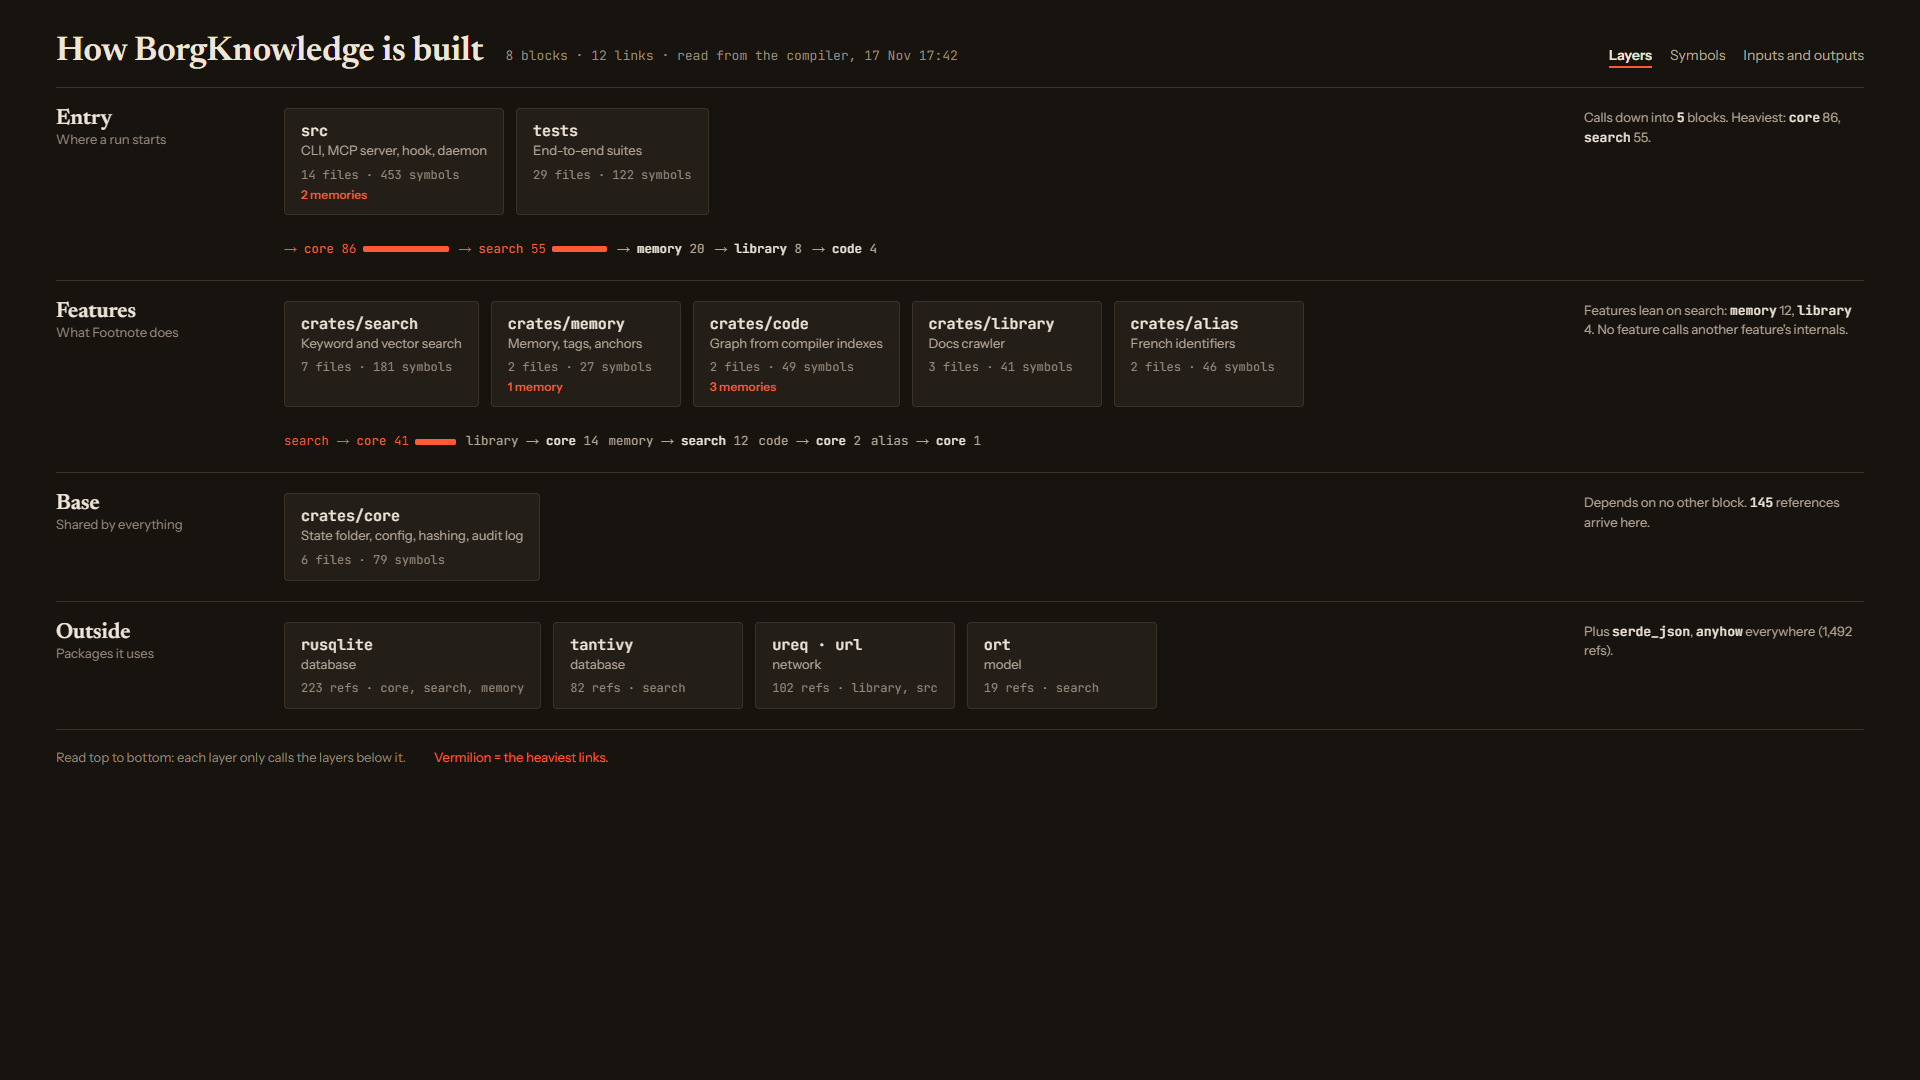 How BorgKnowledge is built
8 blocks · 12 links · read from the compiler, 17 Nov 17:42
Layers
Symbols
Inputs and outputs
Entry
Where a run starts
src
CLI, MCP server, hook, daemon
14 files · 453 symbols
2 memories
tests
End-to-end suites
29 files · 122 symbols
→ core 86 → search 55 → memory 20 → library 8 → code 4
Calls down into 5 blocks. Heaviest: core 86,
search 55.
Features
What Footnote does
crates/search
Keyword and vector search
7 files · 181 symbols
crates/memory
Memory, tags, anchors
2 files · 27 symbols
1 memory
crates/code
Graph from compiler indexes
2 files · 49 symbols
3 memories
crates/library
Docs crawler
3 files · 41 symbols
crates/alias
French identifiers
2 files · 46 symbols
search → core 41 library → core 14 memory → search 12 code → core 2 alias → core 1
Features lean on search: memory 12, library
4. No feature calls another feature's internals.
Base
Shared by everything
crates/core
State folder, config, hashing, audit log
6 files · 79 symbols
Depends on no other block. 145 references
arrive here.
Outside
Packages it uses
rusqlite
database
223 refs · core, search, memory
tantivy
database
82 refs · search
ureq · url
network
102 refs · library, src
ort
model
19 refs · search
Plus serde_json, anyhow everywhere (1,492
refs).
Read top to bottom: each layer only calls the layers below it.
Vermilion = the heaviest links.